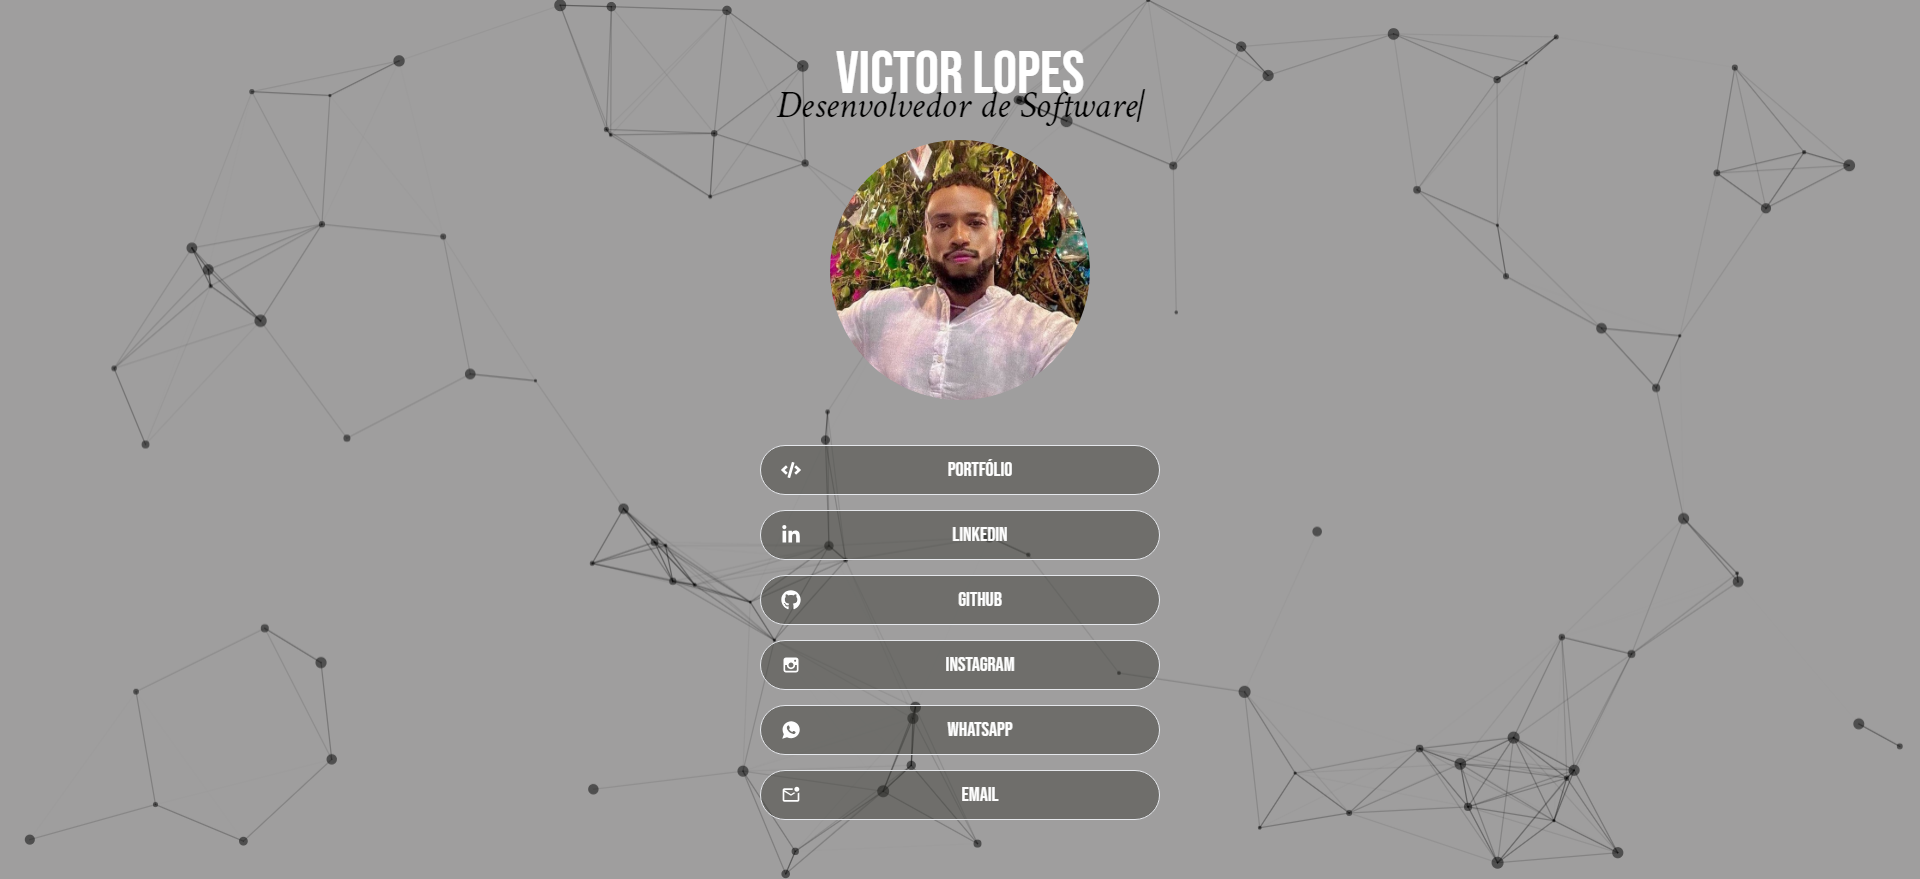 VICTOR LOPES
Desenvolvedor de Software|
PORTFÓLIO
LINKEDIN
GITHUB
INSTAGRAM
WHATSAPP
EMAIL